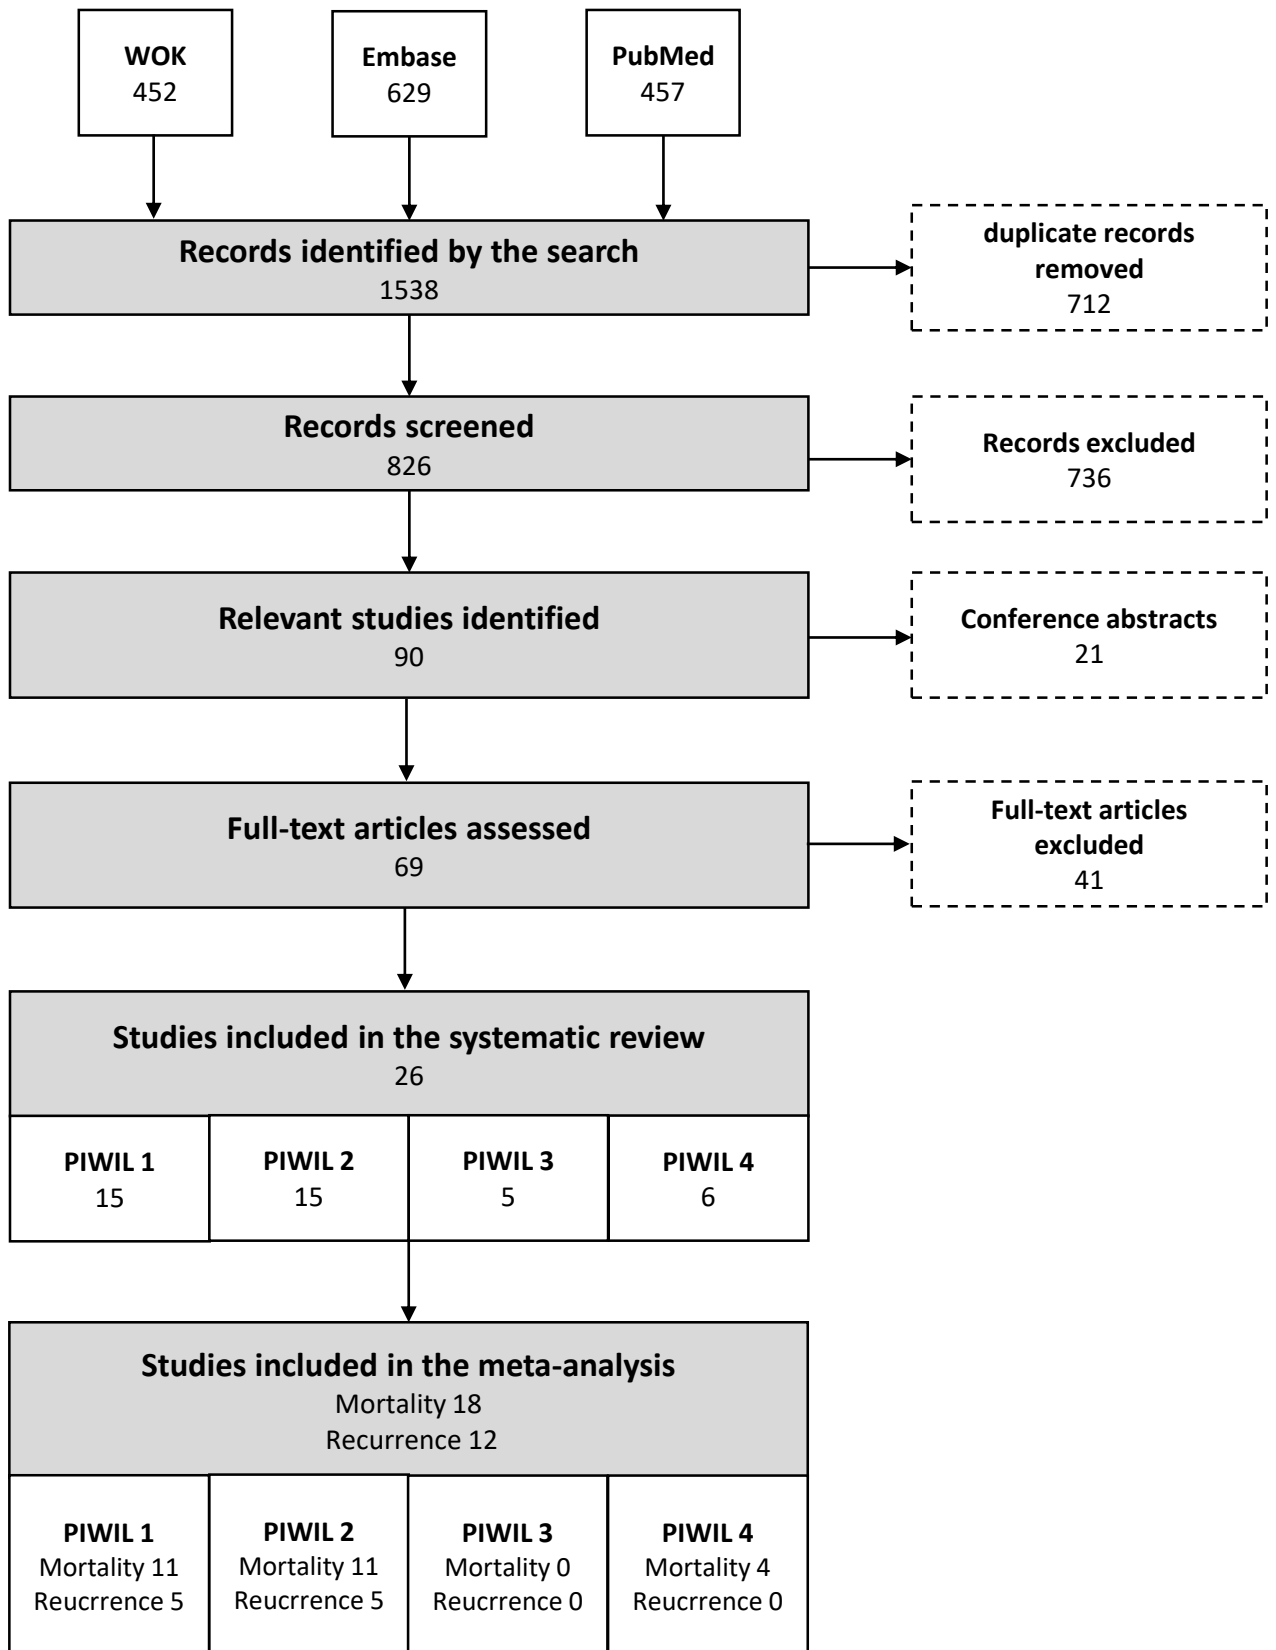 WOK
452
Embase
629
PubMed
457
Records identified by the search
1538
duplicate records
removed
712
Records screened
826
Records excluded
736
Relevant studies identified
90
Conference abstracts
21
Full-text articles assessed
69
Full-text articles
excluded
41
Studies included in the systematic review
26
PIWIL 1
15
PIWIL 2
15
PIWIL 3
5
PIWIL 4
6
Studies included in the meta-analysis
Mortality 18
Recurrence 12
PIWIL 1
Mortality 11
Reucrrence 5
PIWIL 2
Mortality 11
Reucrrence 5
PIWIL 3
Mortality 0
Reucrrence 0
PIWIL 4
Mortality 4
Reucrrence 0